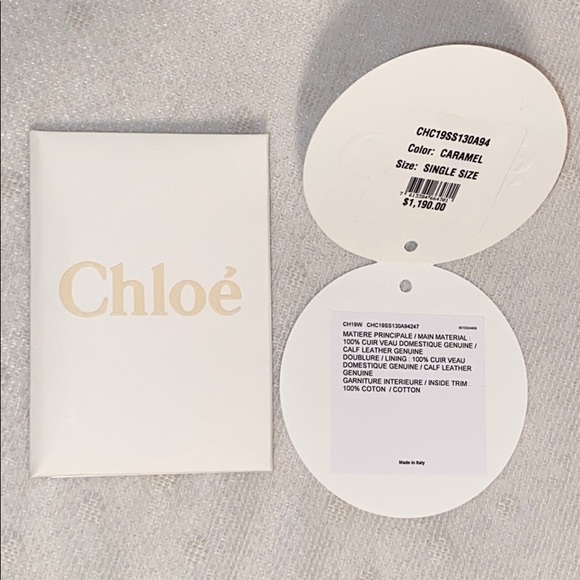 Chloé
CHC19SS130A94
Color: CARAMEL
Size: SINGLE SIZE
$1,190.00
CH19W CHC19SS130A94247
MATIERE PRINCIPALE / MAIN MATERIAL :
100% CUIR VEAU DOMESTIQUE GENUINE /
CALF LEATHER GENUINE
DOUBLURE / LINING : 100% CUIR VEAU
DOMESTIQUE GENUINE / CALF LEATHER
GENUINE
GARNITURE INTERIEURE / INSIDE TRIM :
100% COTON / COTTON
Made in Italy